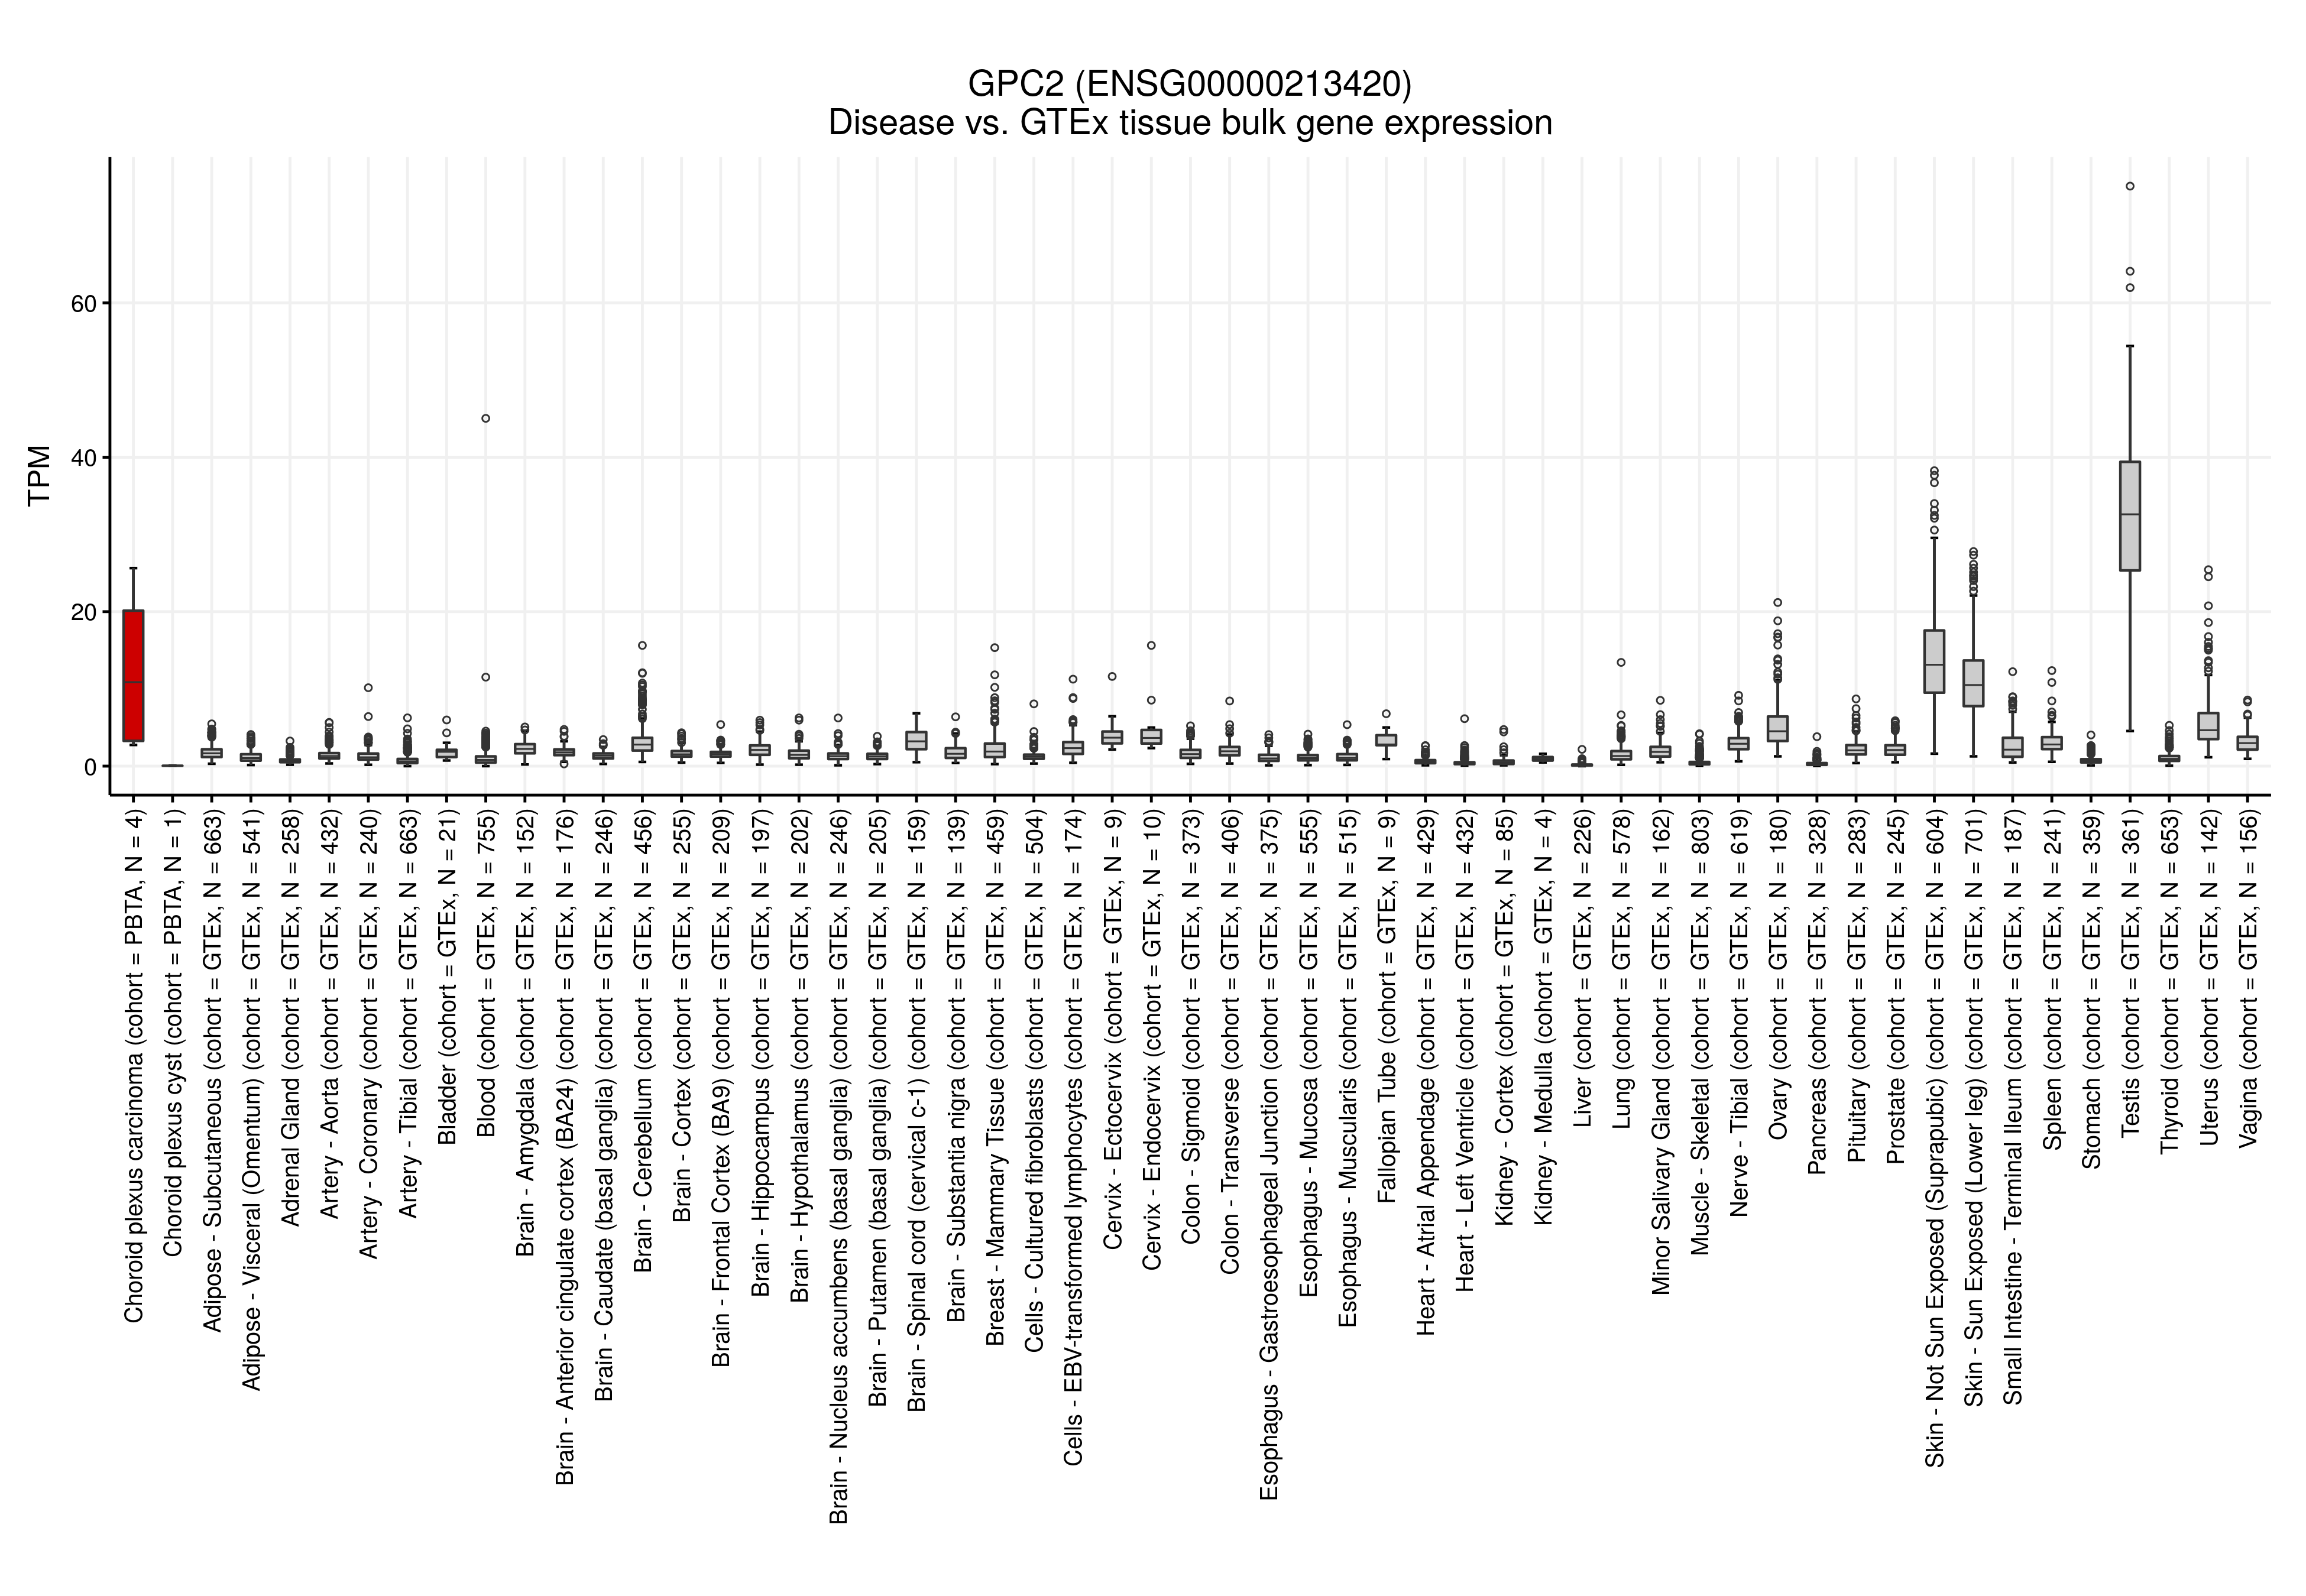 GPC2 (ENSG00000213420)
Disease vs. GTEx tissue bulk gene expression
TPM
60
40
20
0
Choroid plexus carcinoma (cohort = PBTA, N = 4)
Choroid plexus cyst (cohort = PBTA, N = 1)
Adipose - Subcutaneous (cohort = GTEx, N = 663)
Adipose - Visceral (Omentum) (cohort = GTEx, N = 541)
Adrenal Gland (cohort = GTEx, N = 258)
Artery - Aorta (cohort = GTEx, N = 432)
Artery - Coronary (cohort = GTEx, N = 240)
Artery - Tibial (cohort = GTEx, N = 663)
Bladder (cohort = GTEx, N = 21)
Blood (cohort = GTEx, N = 755)
Brain - Amygdala (cohort = GTEx, N = 152)
Brain - Anterior cingulate cortex (BA24) (cohort = GTEx, N = 176)
Brain - Caudate (basal ganglia) (cohort = GTEx, N = 246)
Brain - Cerebellum (cohort = GTEx, N = 456)
Brain - Cortex (cohort = GTEx, N = 255)
Brain - Frontal Cortex (BA9) (cohort = GTEx, N = 209)
Brain - Hippocampus (cohort = GTEx, N = 197)
Brain - Hypothalamus (cohort = GTEx, N = 202)
Brain - Nucleus accumbens (basal ganglia) (cohort = GTEx, N = 246)
Brain - Putamen (basal ganglia) (cohort = GTEx, N = 205)
Brain - Spinal cord (cervical c-1) (cohort = GTEx, N = 159)
Brain - Substantia nigra (cohort = GTEx, N = 139)
Breast - Mammary Tissue (cohort = GTEx, N = 459)
Cells - Cultured fibroblasts (cohort = GTEx, N = 504)
Cells - EBV-transformed lymphocytes (cohort = GTEx, N = 174)
Cervix - Ectocervix (cohort = GTEx, N = 9)
Cervix - Endocervix (cohort = GTEx, N = 10)
Colon - Sigmoid (cohort = GTEx, N = 373)
Colon - Transverse (cohort = GTEx, N = 406)
Esophagus - Gastroesophageal Junction (cohort = GTEx, N = 375)
Esophagus - Mucosa (cohort = GTEx, N = 555)
Esophagus - Muscularis (cohort = GTEx, N = 515)
Fallopian Tube (cohort = GTEx, N = 9)
Heart - Atrial Appendage (cohort = GTEx, N = 429)
Heart - Left Ventricle (cohort = GTEx, N = 432)
Kidney - Cortex (cohort = GTEx, N = 85)
Kidney - Medulla (cohort = GTEx, N = 4)
Liver (cohort = GTEx, N = 226)
Lung (cohort = GTEx, N = 578)
Minor Salivary Gland (cohort = GTEx, N = 162)
Muscle - Skeletal (cohort = GTEx, N = 803)
Nerve - Tibial (cohort = GTEx, N = 619)
Ovary (cohort = GTEx, N = 180)
Pancreas (cohort = GTEx, N = 328)
Pituitary (cohort = GTEx, N = 283)
Prostate (cohort = GTEx, N = 245)
Skin - Not Sun Exposed (Suprapubic) (cohort = GTEx, N = 604)
Skin - Sun Exposed (Lower leg) (cohort = GTEx, N = 701)
Small Intestine - Terminal Ileum (cohort = GTEx, N = 187)
Spleen (cohort = GTEx, N = 241)
Stomach (cohort = GTEx, N = 359)
Testis (cohort = GTEx, N = 361)
Thyroid (cohort = GTEx, N = 653)
Uterus (cohort = GTEx, N = 142)
Vagina (cohort = GTEx, N = 156)